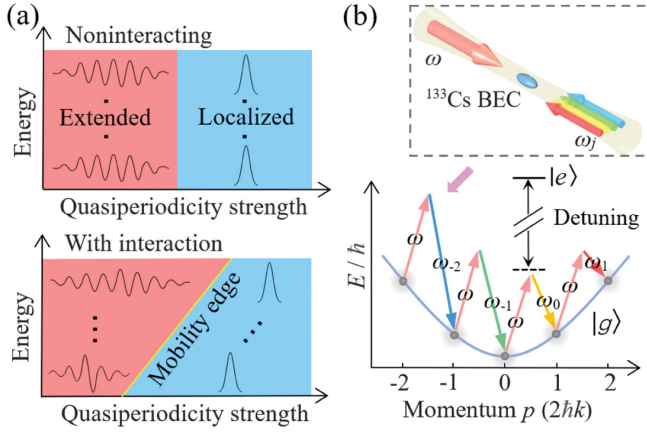 (a)
Noninteracting
Energy
Extended
Localized
Quasiperiodicity strength
With interaction
Energy
Mobility edge
Quasiperiodicity strength
(b)
ω
¹³³Cs BEC
ω_j
|e⟩
Detuning
E / ħ
ω
ω₋₂
ω
ω₋₁
ω
ω₀
ω
ω₁
|g⟩
-2 -1 0 1 2
Momentum p (2ħk)